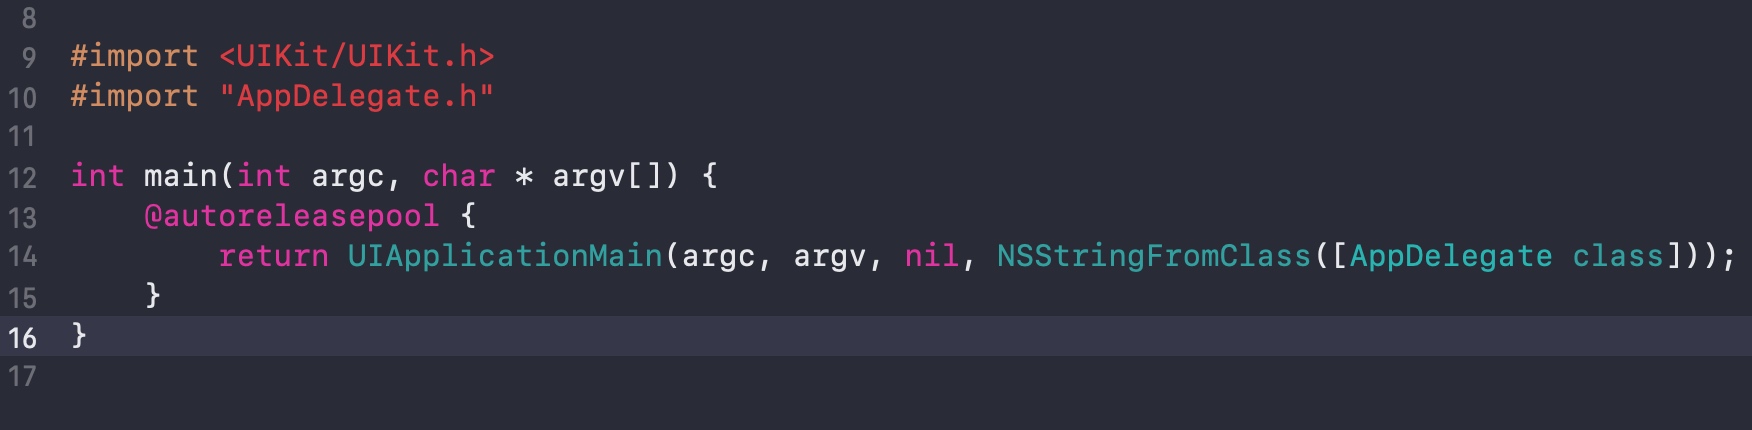 8
9 #import <UIKit/UIKit.h>
10 #import "AppDelegate.h"
11
12 int main(int argc, char * argv[]) {
13     @autoreleasepool {
14         return UIApplicationMain(argc, argv, nil, NSStringFromClass([AppDelegate class]));
15     }
16 }
17